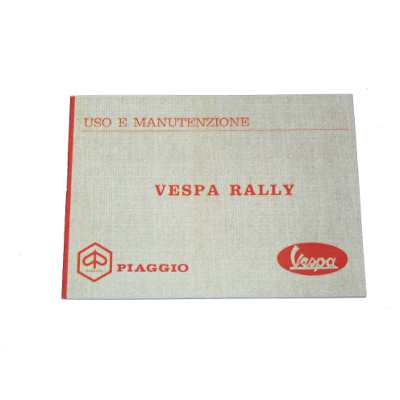 USO E MANUTENZIONE
VESPA RALLY
PIAGGIO
Vespa